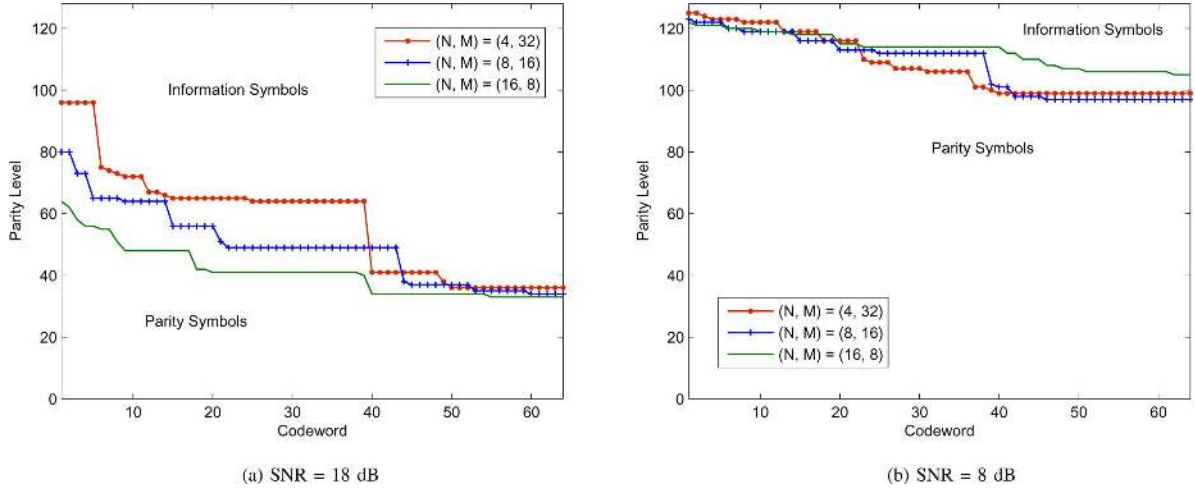 120
100
80
60
40
20
0
Parity Level
Information Symbols
Parity Symbols
(N, M) = (4, 32)
(N, M) = (8, 16)
(N, M) = (16, 8)
10 20 30 40 50 60
Codeword
(a) SNR = 18 dB
120
100
80
60
40
20
0
Parity Level
Information Symbols
Parity Symbols
(N, M) = (4, 32)
(N, M) = (8, 16)
(N, M) = (16, 8)
10 20 30 40 50 60
Codeword
(b) SNR = 8 dB